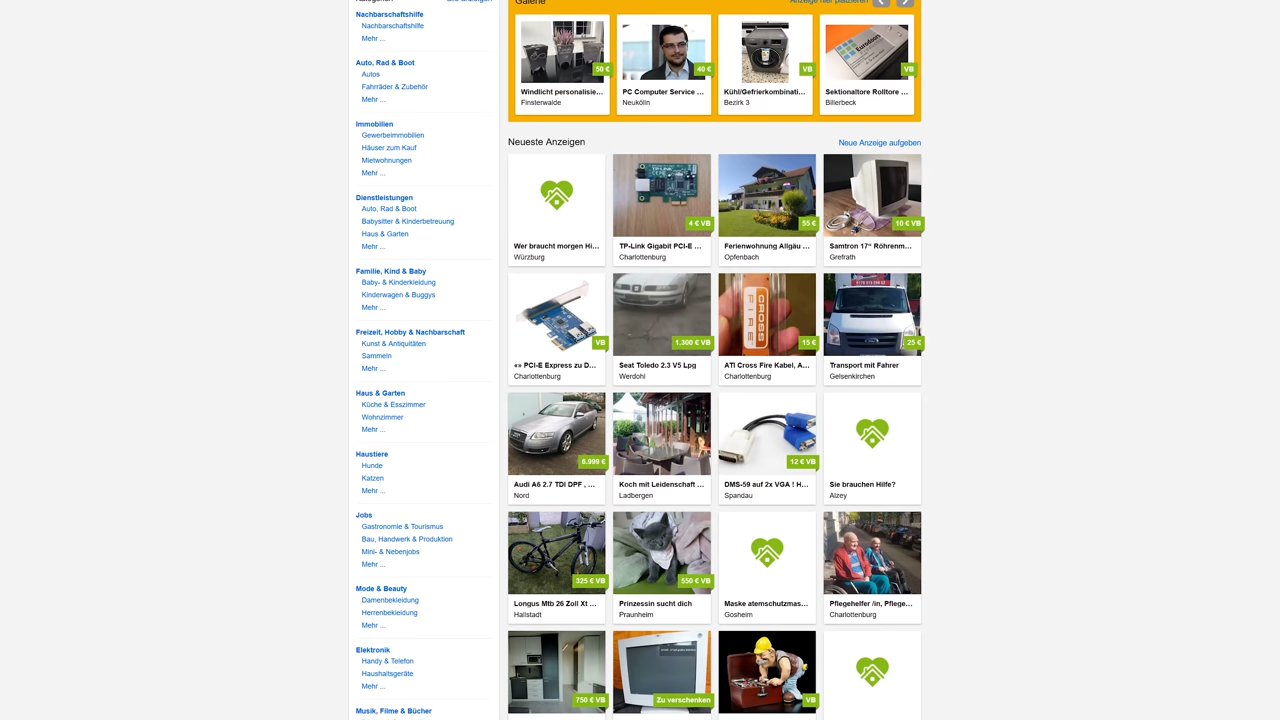 Nachbarschaftshilfe
Nachbarschaftshilfe
Mehr ...
Auto, Rad & Boot
Autos
Fahrräder & Zubehör
Mehr ...
Immobilien
Gewerbeimmobilien
Häuser zum Kauf
Mietwohnungen
Mehr ...
Dienstleistungen
Auto, Rad & Boot
Babysitter & Kinderbetreuung
Haus & Garten
Mehr ...
Familie, Kind & Baby
Baby- & Kinderkleidung
Kinderwagen & Buggys
Mehr ...
Freizeit, Hobby & Nachbarschaft
Kunst & Antiquitäten
Sammeln
Mehr ...
Haus & Garten
Küche & Esszimmer
Wohnzimmer
Mehr ...
Haustiere
Hunde
Katzen
Mehr ...
Jobs
Gastronomie & Tourismus
Bau, Handwerk & Produktion
Mini- & Nebenjobs
Mehr ...
Mode & Beauty
Damenbekleidung
Herrenbekleidung
Mehr ...
Elektronik
Handy & Telefon
Haushaltsgeräte
Mehr ...
Musik, Filme & Bücher
Galerie
Anzeige hier platzieren
50 €
40 €
VB
Eurodoorn
VB
Windlicht personalisie...
PC Computer Service ...
Kühl/Gefrierkombinati...
Sektionaltore Rolltore ...
Finsterwalde
Neukölln
Bezirk 3
Billerbeck
Neueste Anzeigen
Neue Anzeige aufgeben
4 € VB
55 €
10 € VB
Wer braucht morgen Hi...
TP-Link Gigabit PCI-E ...
Ferienwohnung Allgäu ...
Samtron 17“ Röhrenm...
Würzburg
Charlottenburg
Opfenbach
Grefrath
VB
1.300 € VB
CROSS
FIRE
15 €
25 €
«» PCI-E Express zu D...
Seat Toledo 2.3 V5 Lpg
ATI Cross Fire Kabel, A...
Transport mit Fahrer
Charlottenburg
Werdohl
Charlottenburg
Gelsenkirchen
6.999 €
12 € VB
Audi A6 2.7 TDI DPF , ...
Koch mit Leidenschaft ...
DMS-59 auf 2x VGA ! H...
Sie brauchen Hilfe?
Nord
Ladbergen
Spandau
Alzey
325 € VB
550 € VB
Longus Mtb 26 Zoll Xt ...
Prinzessin sucht dich
Maske atemschutzmas...
Pflegehelfer /in, Pflege...
Hallstadt
Praunheim
Gosheim
Charlottenburg
750 € VB
Zu verschenken
VB